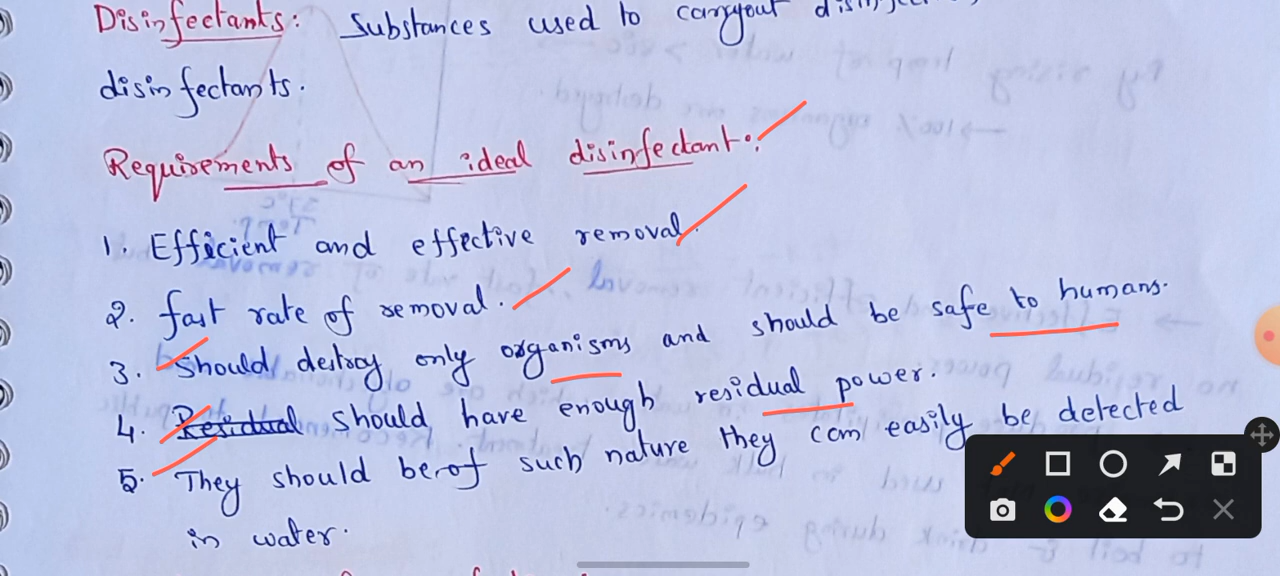 Disinfectants: Substances used to carryout
disinfectants.
Requirements of an ideal disinfectant:
1. Efficient and effective removal.
2. fast rate of removal.
3. Should destroy only organisms and should be safe to humans.
4. Residual should have enough residual power.
5. They should be of such nature they can easily be detected
in water.